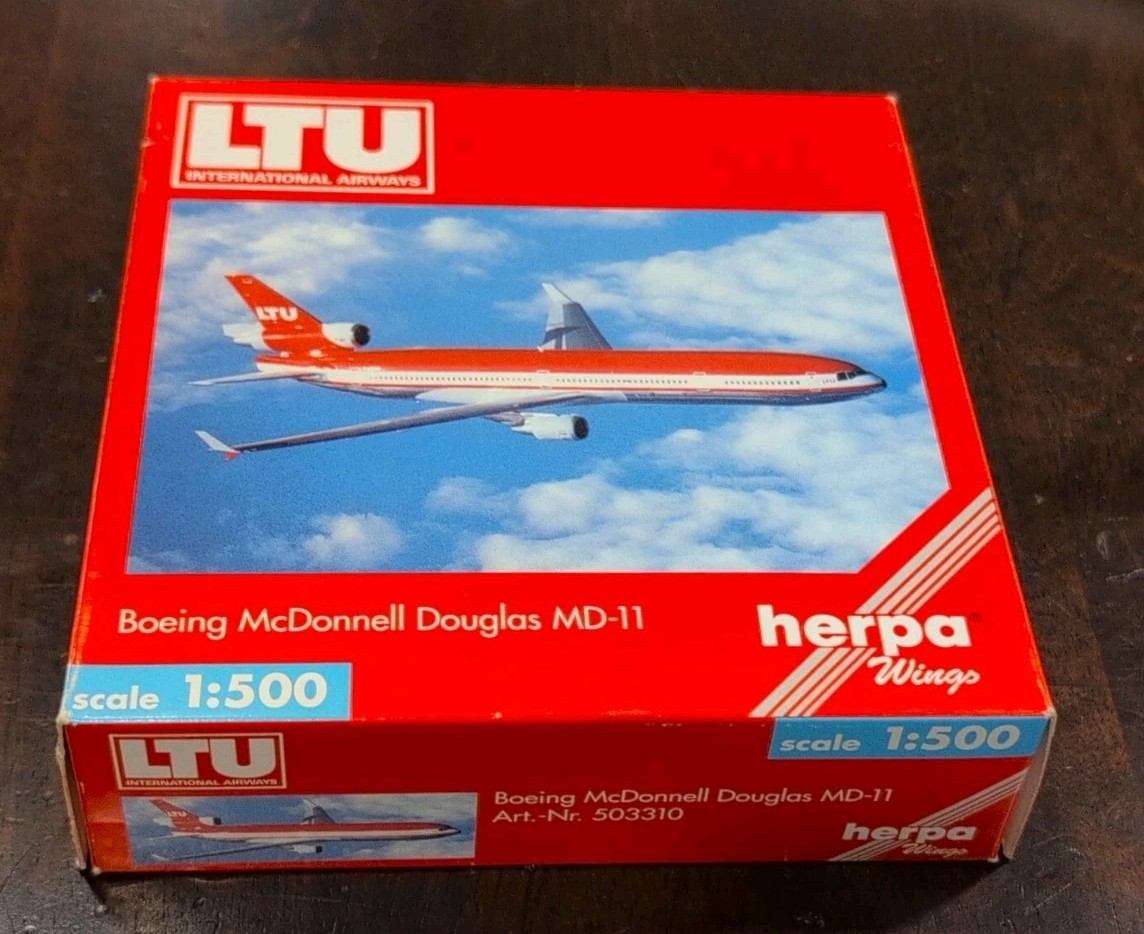 LTU
INTERNATIONAL AIRWAYS
LTU
Boeing McDonnell Douglas MD-11
herpa®
Wings
scale 1:500
scale 1:500
LTU
INTERNATIONAL AIRWAYS
LTU
Boeing McDonnell Douglas MD-11
Art.-Nr. 503310
herpa
Wings